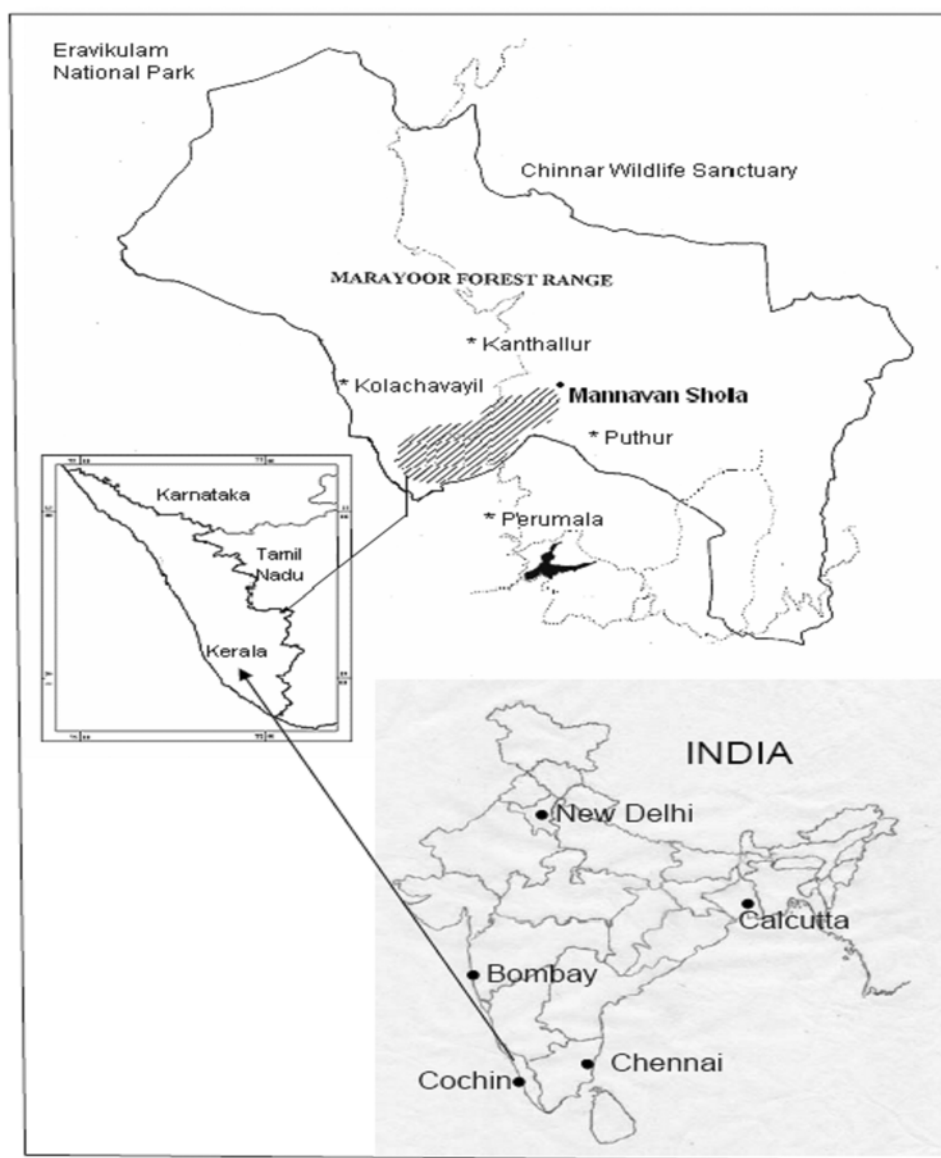 Eravikulam
National Park
Chinnar Wildlife Sanctuary
MARAYOOR FOREST RANGE
* Kanthallur
* Kolachavayil
Mannavan Shola
* Puthur
* Perumala
Karnataka
Tamil
Nadu
Kerala
INDIA
New Delhi
Calcutta
Bombay
Chennai
Cochin